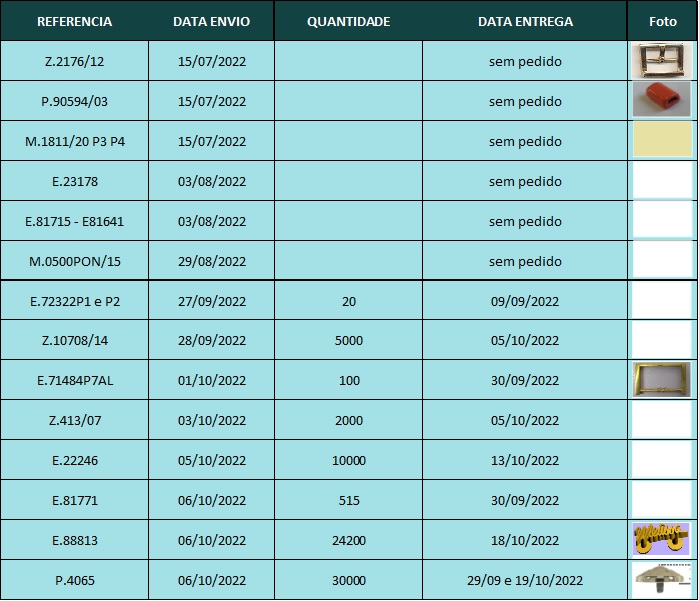 REFERENCIA DATA ENVIO QUANTIDADE DATA ENTREGA Foto
Z.2176/12 15/07/2022 sem pedido
P.90594/03 15/07/2022 sem pedido
M.1811/20 P3 P4 15/07/2022 sem pedido
E.23178 03/08/2022 sem pedido
E.81715 - E81641 03/08/2022 sem pedido
M.0500PON/15 29/08/2022 sem pedido
E.72322P1 e P2 27/09/2022 20 09/09/2022
Z.10708/14 28/09/2022 5000 05/10/2022
E.71484P7AL 01/10/2022 100 30/09/2022
Z.413/07 03/10/2022 2000 05/10/2022
E.22246 05/10/2022 10000 13/10/2022
E.81771 06/10/2022 515 30/09/2022
E.88813 06/10/2022 24200 18/10/2022
P.4065 06/10/2022 30000 29/09 e 19/10/2022